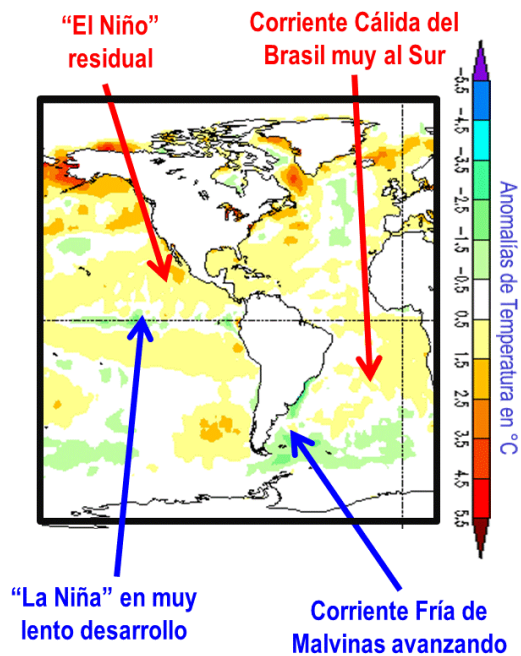 “El Niño”
residual
Corriente Cálida del
Brasil muy al Sur
-5.5
-4.5
-3.5
-2.5
-1.5
-0.5
0.5
1.5
2.5
3.5
4.5
5.5
Anomalías de Temperatura en °C
“La Niña” en muy
lento desarrollo
Corriente Fría de
Malvinas avanzando